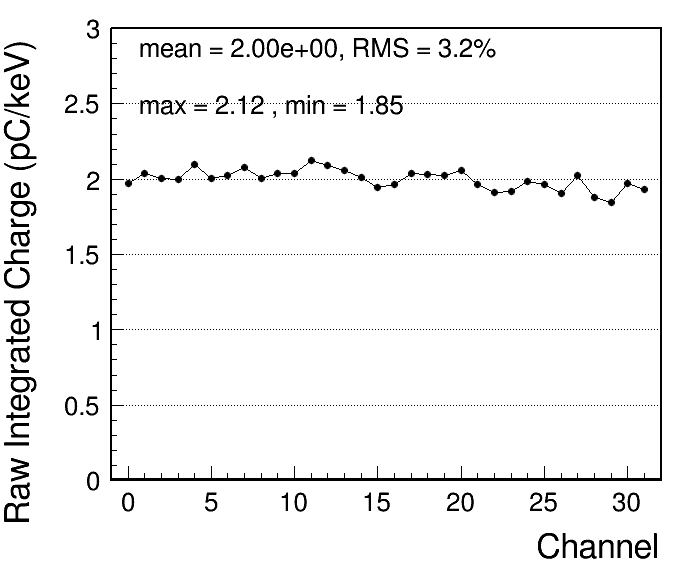 Raw Integrated Charge (pC/keV)
3
2.5
2
1.5
1
0.5
0
mean = 2.00e+00, RMS = 3.2%
max = 2.12 , min = 1.85
0 5 10 15 20 25 30
Channel